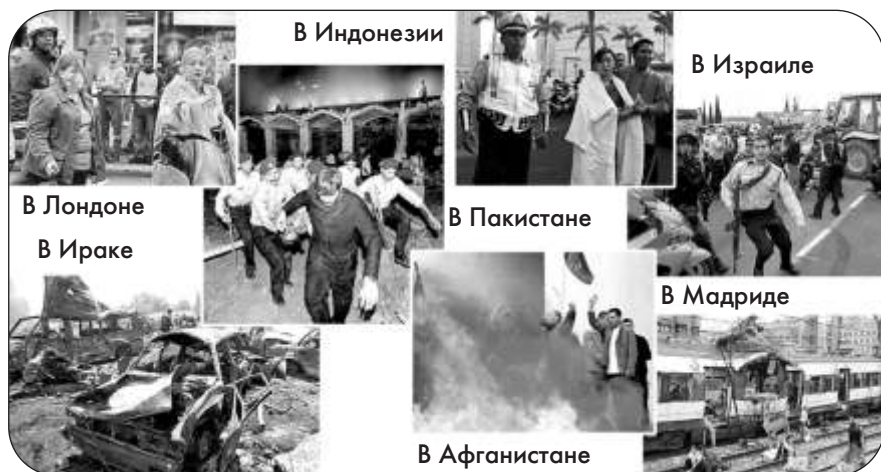 В Индонезии
В Израиле
В Лондоне
В Пакистане
В Ираке
В Мадриде
В Афганистане